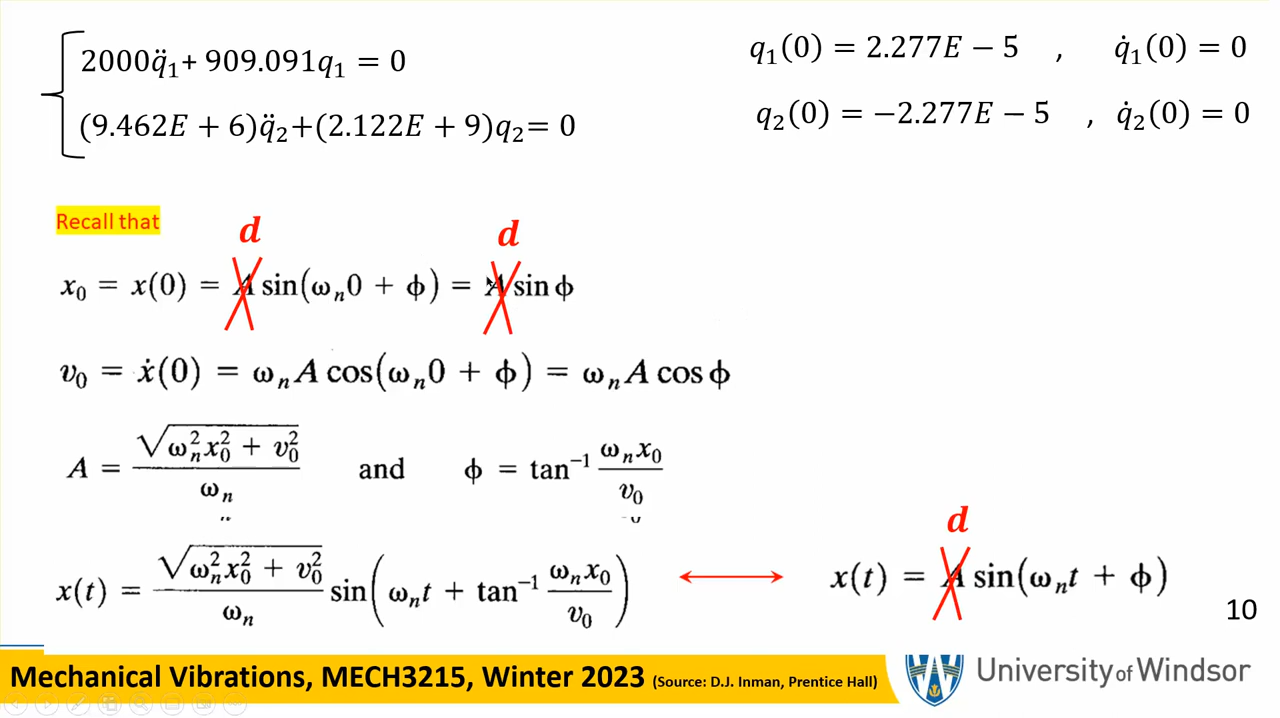 2000q̈₁+ 909.091q₁ = 0
(9.462E + 6)q̈₂+(2.122E + 9)q₂= 0
q₁(0) = 2.277E − 5 , q̇₁(0) = 0
q₂(0) = −2.277E − 5 , q̇₂(0) = 0
Recall that
d d
x₀ = x(0) = A sin(ωₙ0 + ϕ) = A sin ϕ
v₀ = ẋ(0) = ωₙA cos(ωₙ0 + ϕ) = ωₙA cos ϕ
A = √(ωₙ²x₀² + v₀²) / ωₙ and ϕ = tan⁻¹ ωₙx₀ / v₀
d
x(t) = √(ωₙ²x₀² + v₀²) / ωₙ sin(ωₙt + tan⁻¹ ωₙx₀ / v₀) ⟷ x(t) = A sin(ωₙt + ϕ)
10
Mechanical Vibrations, MECH3215, Winter 2023 (Source: D.J. Inman, Prentice Hall)
University of Windsor